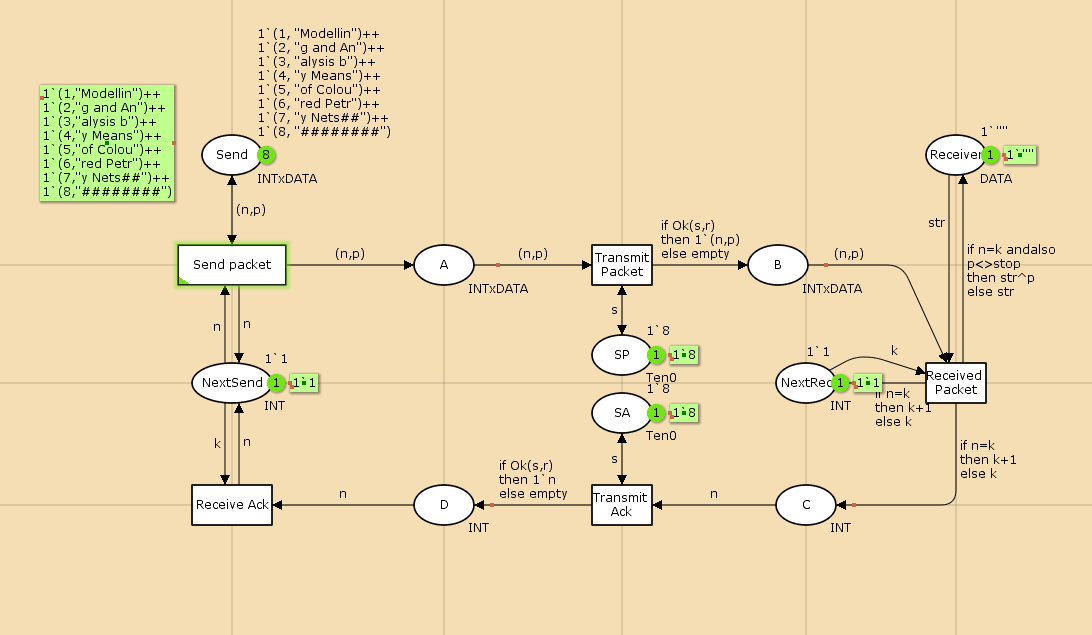 1`(1, "Modellin")++
1`(2, "g and An")++
1`(3, "alysis b")++
1`(4, "y Means")++
1`(5, "of Colou")++
1`(6, "red Petr")++
1`(7, "y Nets##")++
1`(8, "########")
1`(1,"Modellin")++
1`(2,"g and An")++
1`(3,"alysis b")++
1`(4,"y Means")++
1`(5,"of Colou")++
1`(6,"red Petr")++
1`(7,"y Nets##")++
1`(8,"########")
Send
8
INTxDATA
1`""
Receiver
1
1`""
DATA
(n,p)
str
Send packet
(n,p)
A
INTxDATA
(n,p)
Transmit
Packet
if Ok(s,r)
then 1`(n,p)
else empty
B
INTxDATA
(n,p)
if n=k andalso
p<>stop
then str^p
else str
n
n
s
1`8
SP
1
1`8
Ten0
1`1
NextSend
1
1`1
INT
1`1
NextRec
1
1`1
INT
k
Received
Packet
if n=k
then k+1
else k
1`8
SA
1
1`8
Ten0
k
n
s
if n=k
then k+1
else k
Receive Ack
n
D
INT
if Ok(s,r)
then 1`n
else empty
Transmit
Ack
n
C
INT